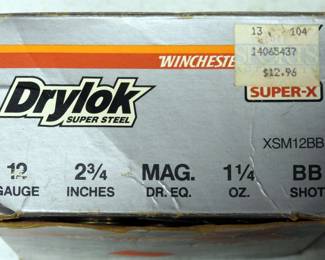 13 104
14065437
$12.96
WINCHESTER
SUPER-X
Drylok
SUPER STEEL
XSM12BB
12 2¾ MAG. 1¼ BB
GAUGE INCHES DR. EQ. OZ. SHOT